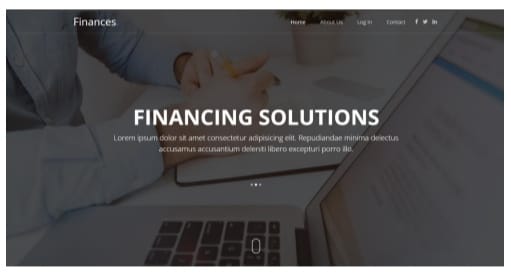 Finances
Home About Us Log In Contact
FINANCING SOLUTIONS
Lorem ipsum dolor sit amet consectetur adipisicing elit. Repudiandae minima delectus
accusamus accusantium deleniti libero excepturi porro illo.